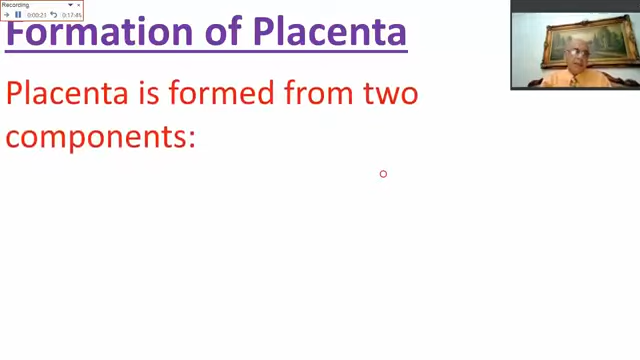 Recording
0:00:21 0:17:45
Formation of Placenta
Placenta is formed from two
components: